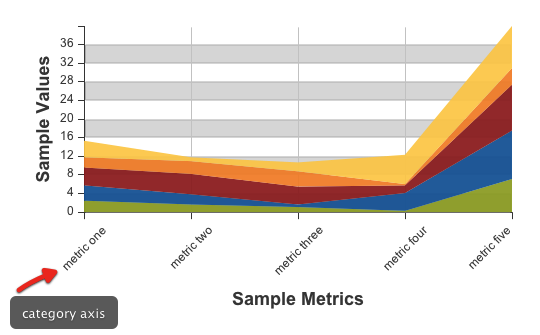 Sample Values
36
32
28
24
20
16
12
8
4
0
metric one
metric two
metric three
metric four
metric five
Sample Metrics
category axis